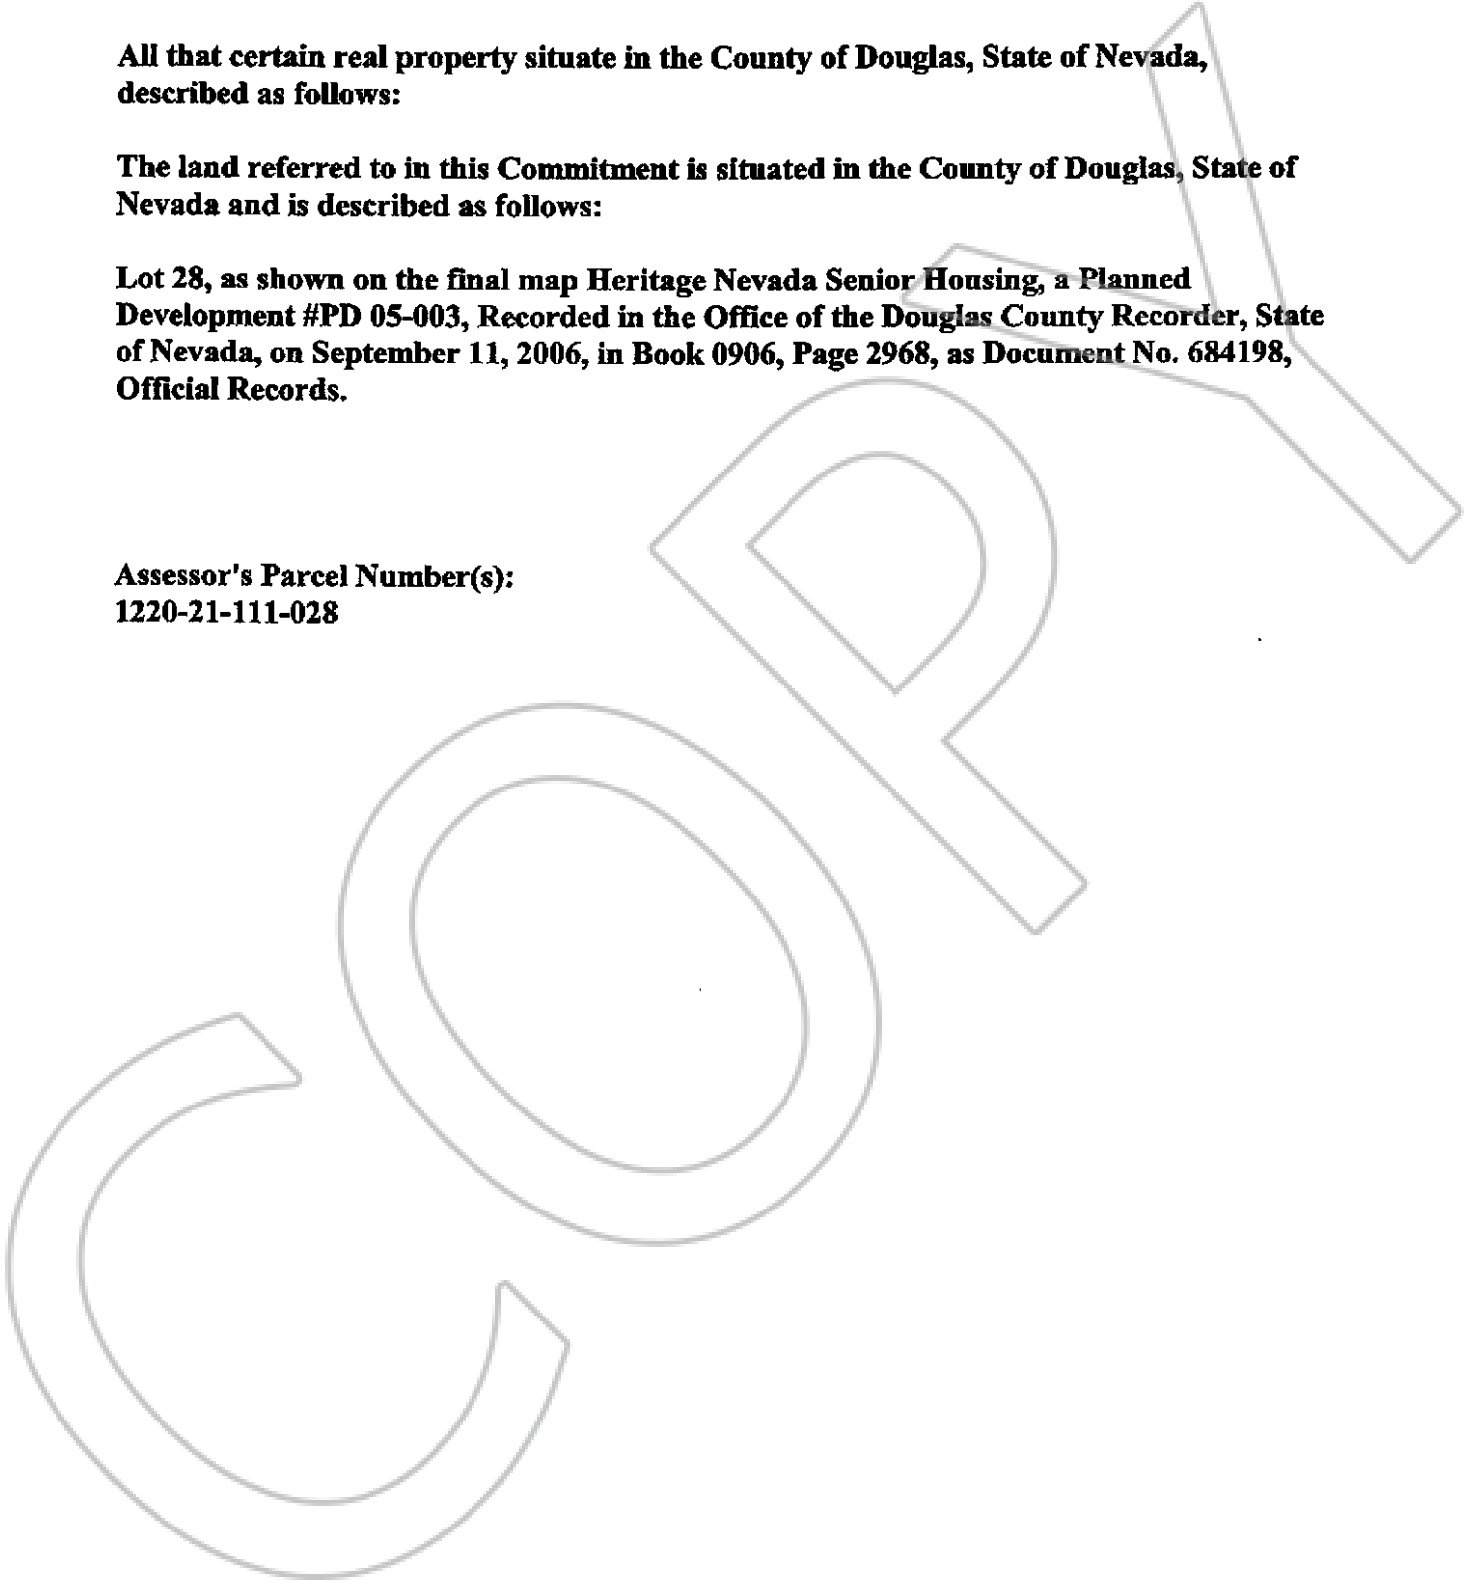 All that certain real property situate in the County of Douglas, State of Nevada,
described as follows:
The land referred to in this Commitment is situated in the County of Douglas, State of
Nevada and is described as follows:
Lot 28, as shown on the final map Heritage Nevada Senior Housing, a Planned
Development #PD 05-003, Recorded in the Office of the Douglas County Recorder, State
of Nevada, on September 11, 2006, in Book 0906, Page 2968, as Document No. 684198,
Official Records.
Assessor's Parcel Number(s):
1220-21-111-028
COPY